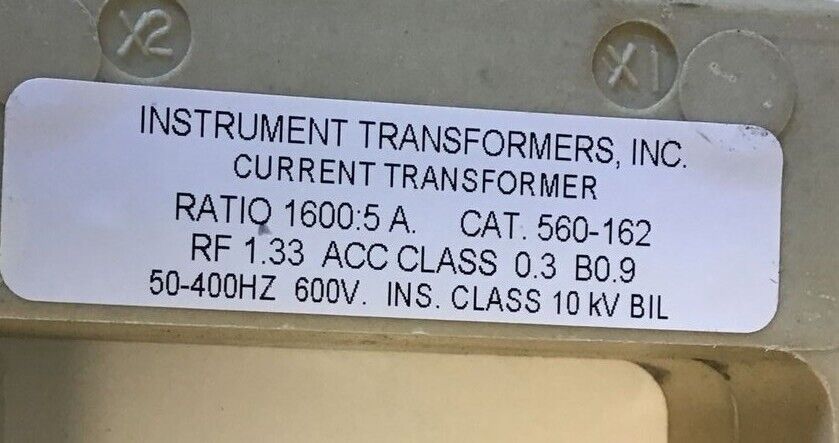 X2 X1
INSTRUMENT TRANSFORMERS, INC.
CURRENT TRANSFORMER
RATIO 1600:5 A. CAT. 560-162
RF 1.33 ACC CLASS 0.3 B0.9
50-400HZ 600V. INS. CLASS 10 kV BIL